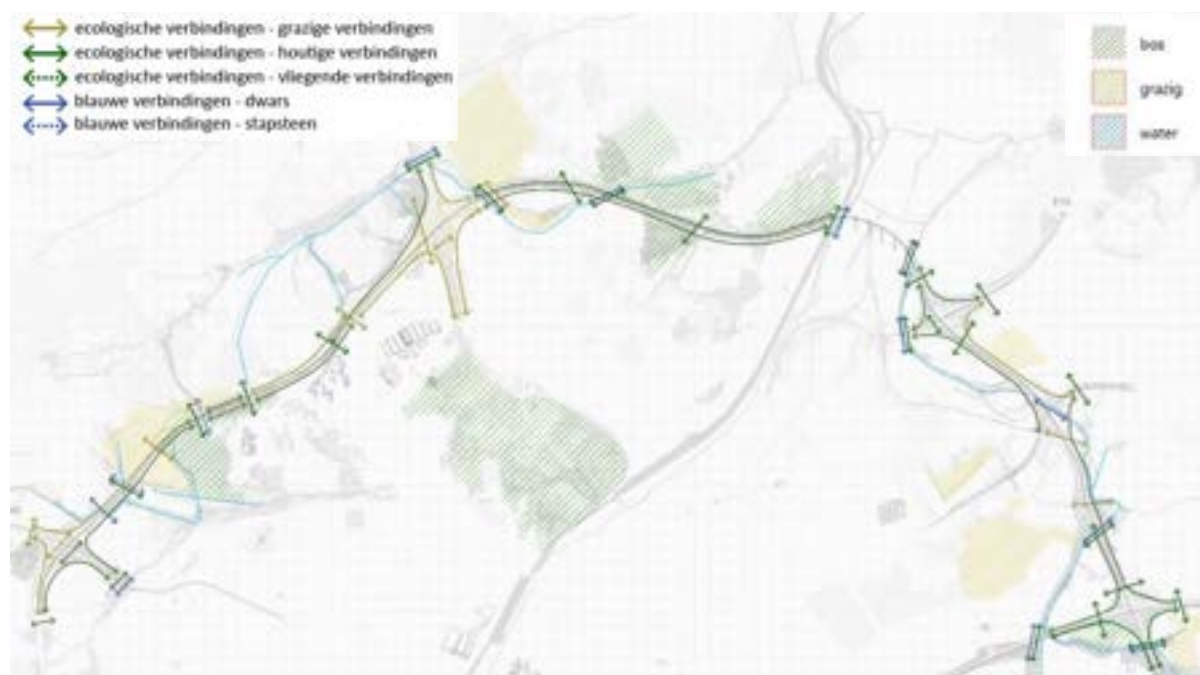 ecologische verbindingen - grazige verbindingen
ecologische verbindingen - houtige verbindingen
ecologische verbindingen - vliegende verbindingen
blauwe verbindingen - dwars
blauwe verbindingen - stapsteen
bos
grazig
water